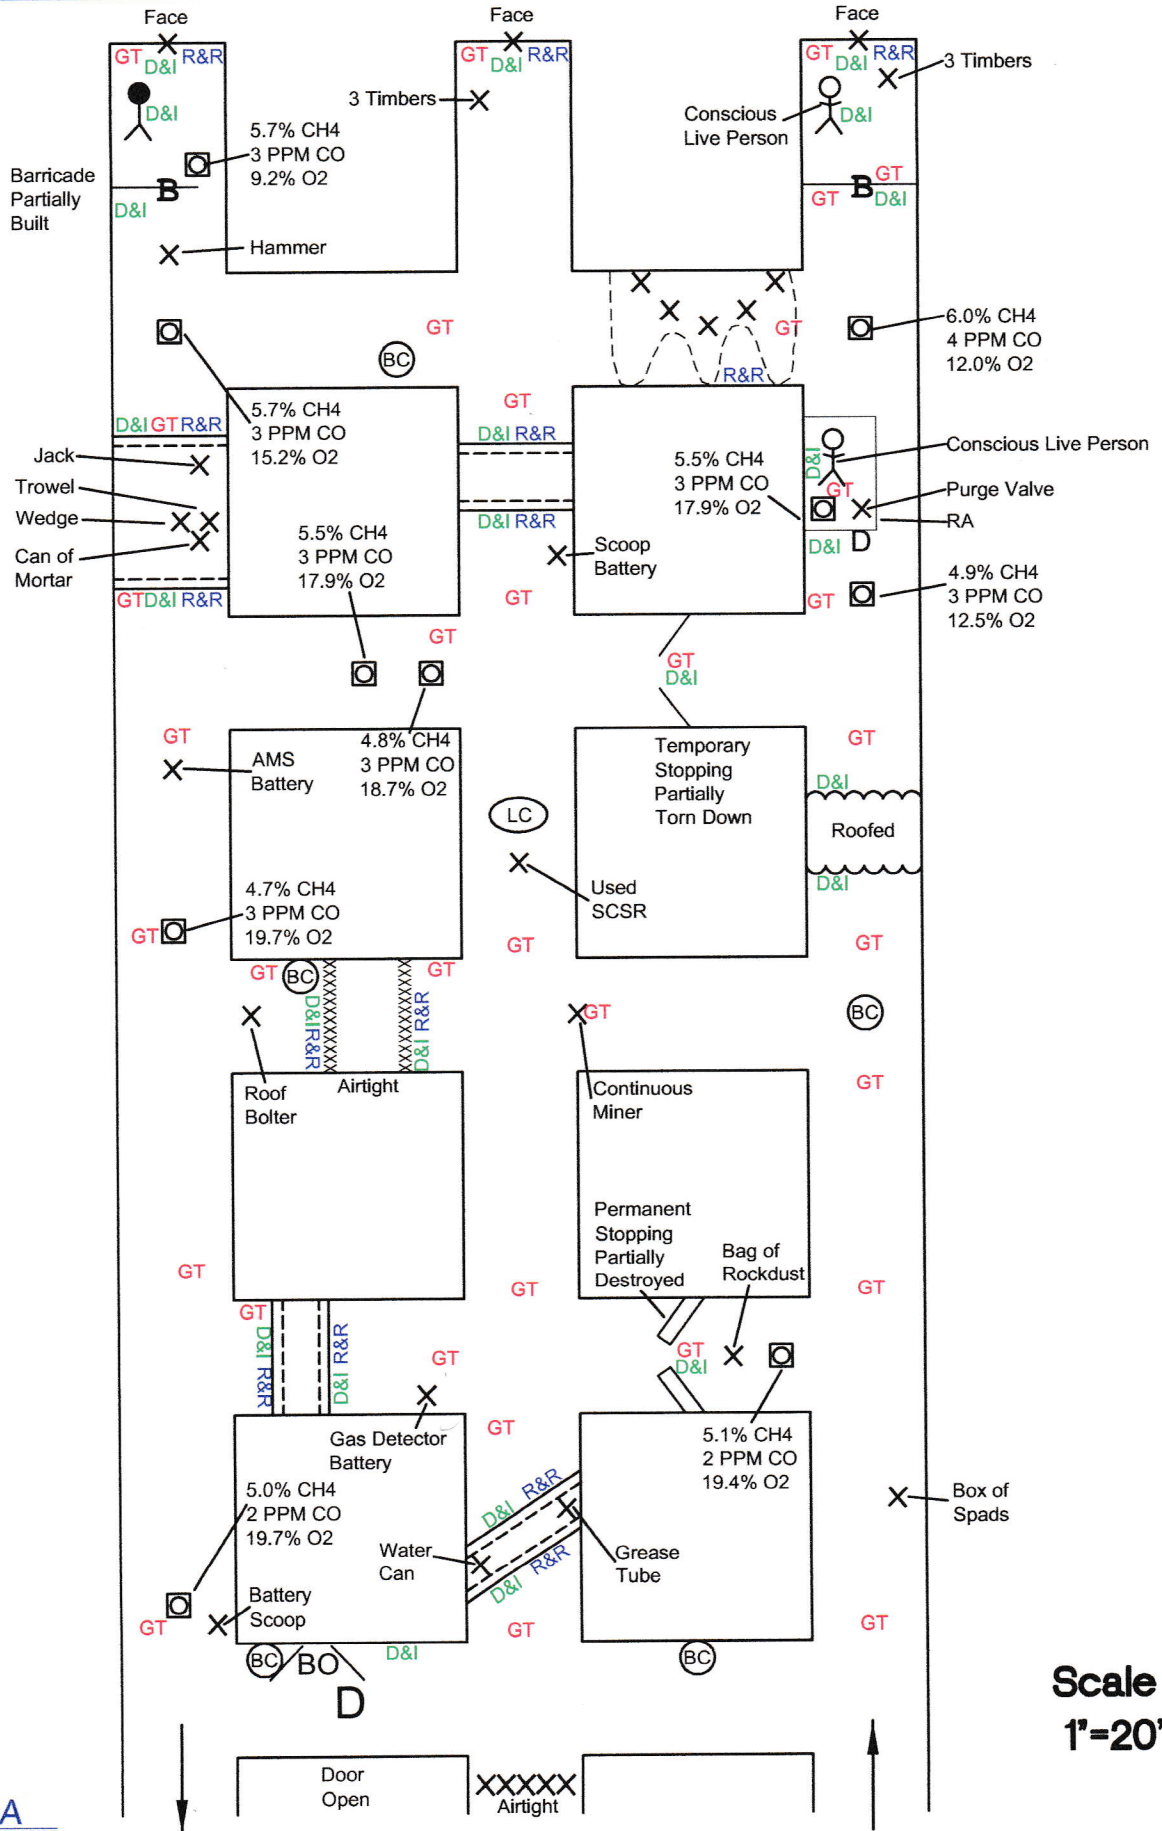 Face
Face
Face
GT D&I R&R
GT D&I R&R
GT D&I R&R
3 Timbers
3 Timbers
D&I
Conscious
Live Person
D&I
5.7% CH4
3 PPM CO
9.2% O2
Barricade
Partially
Built
B
D&I
GT
GT B D&I
Hammer
GT
BC
GT
6.0% CH4
4 PPM CO
12.0% O2
R&R
D&I GT R&R
5.7% CH4
3 PPM CO
15.2% O2
GT
D&I R&R
Jack
Trowel
Wedge
Can of
Mortar
5.5% CH4
3 PPM CO
17.9% O2
D&I
Conscious Live Person
GT
Purge Valve
RA
5.5% CH4
3 PPM CO
17.9% O2
D&I R&R
Scoop
Battery
D&I D
GT D&I R&R
GT
GT
4.9% CH4
3 PPM CO
12.5% O2
GT
GT
D&I
GT
AMS
Battery
4.8% CH4
3 PPM CO
18.7% O2
Temporary
Stopping
Partially
Torn Down
GT
D&I
Roofed
D&I
LC
Used
SCSR
4.7% CH4
3 PPM CO
19.7% O2
GT
GT
GT
GT BC
GT
D&I R&R
D&I R&R
GT
BC
Roof
Bolter
Airtight
Continuous
Miner
GT
Permanent
Stopping
Partially
Destroyed
Bag of
Rockdust
GT
GT
GT
GT
D&I R&R
D&I R&R
GT
GT
D&I
Gas Detector
Battery
GT
5.1% CH4
2 PPM CO
19.4% O2
5.0% CH4
2 PPM CO
19.7% O2
D&I R&R
Box of
Spads
Water
Can
Grease
Tube
D&I R&R
Battery
Scoop
GT
GT
GT
BC BO
D&I
BC
D
Scale
1"=20'
Door
Open
XXXXX
Airtight
A